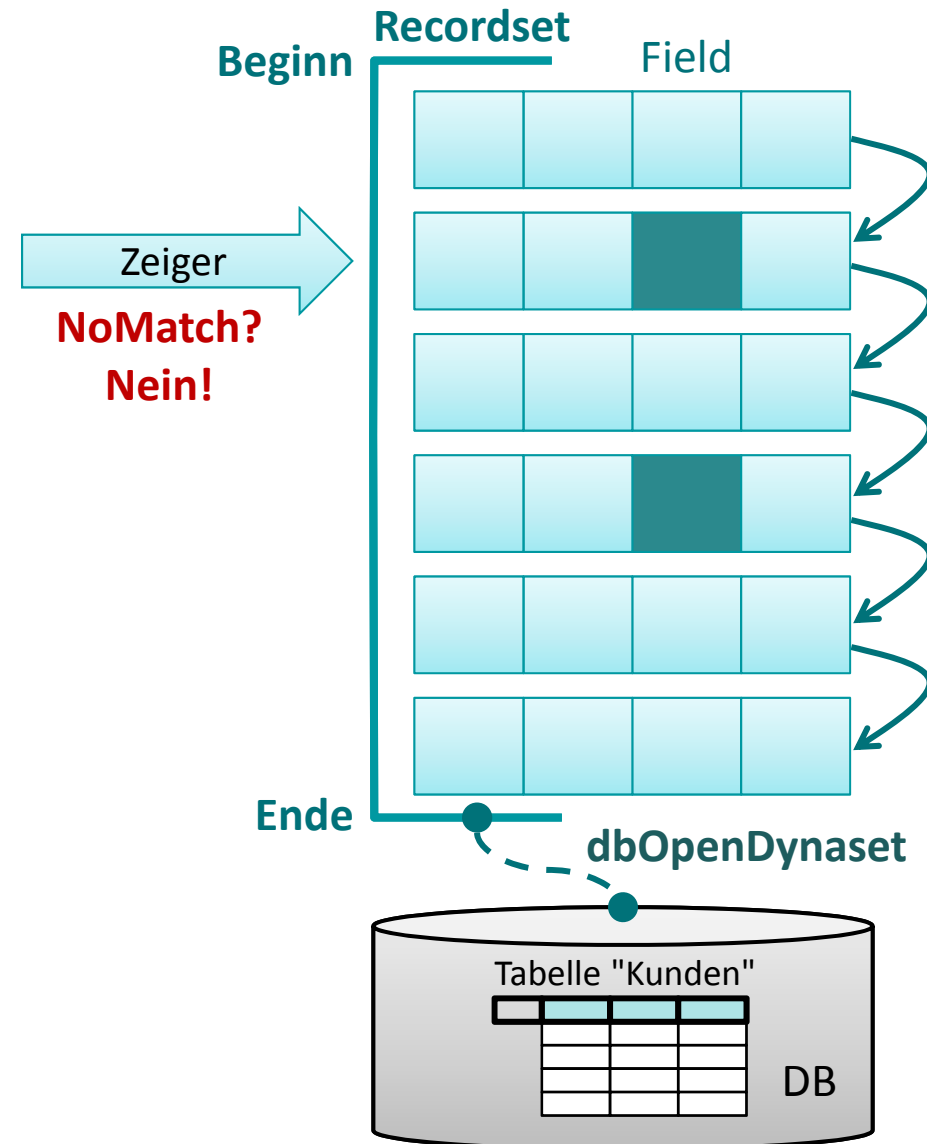 Recordset
Beginn
Field
Zeiger
NoMatch?
Nein!
Ende
dbOpenDynaset
Tabelle "Kunden"
DB